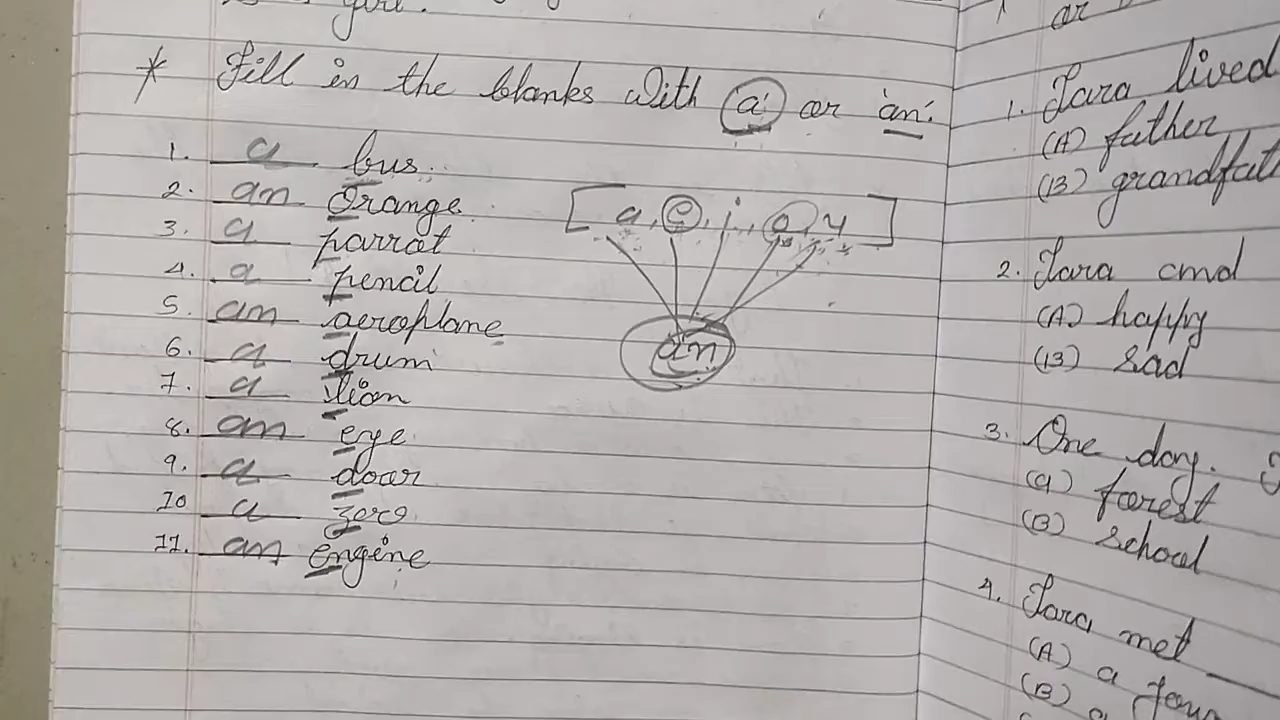 you.
* Fill in the blanks with 'a' or 'an'.
1. a bus.
2. an Orange.
3. a parrot
4. a pencil
5. an aeroplane
6. a drum
7. a lion
8. an eye
9. a door
10 a zero
11. an engine
[a, e, i, o, u]
an
or
1. Tara lived
(A) father
(B) grandfat
2. Tara and
(A) happy
(B) sad
3. One day.
(a) forest
(B) school
4. Tara met
(A) a
(B)